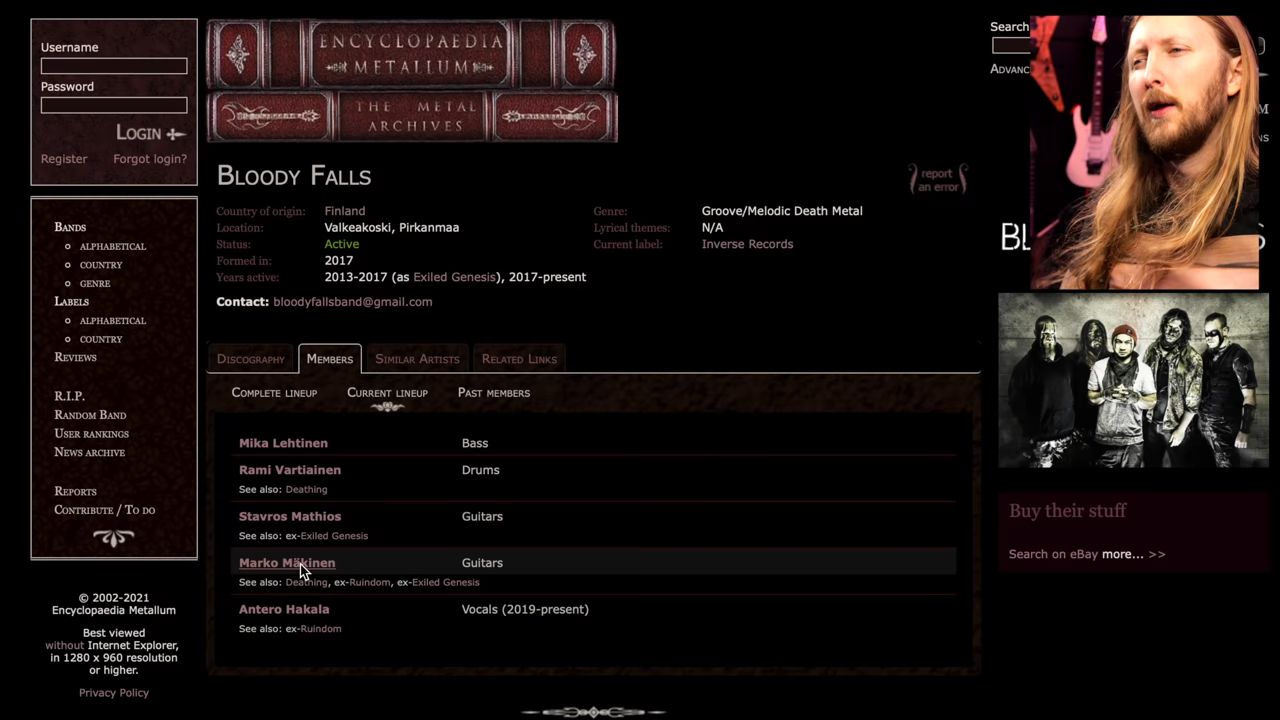 Username
Password
LOGIN
Register Forgot login?
BANDS
ALPHABETICAL
COUNTRY
GENRE
LABELS
ALPHABETICAL
COUNTRY
REVIEWS
R.I.P.
RANDOM BAND
USER RANKINGS
NEWS ARCHIVE
REPORTS
CONTRIBUTE / TO DO
© 2002-2021
Encyclopaedia Metallum
Best viewed
without Internet Explorer,
in 1280 x 960 resolution
or higher.
Privacy Policy
ENCYCLOPAEDIA
METALLUM
THE METAL
ARCHIVES
BLOODY FALLS
report
an error
Country of origin: Finland
Location: Valkeakoski, Pirkanmaa
Status: Active
Formed in: 2017
Years active: 2013-2017 (as Exiled Genesis), 2017-present
Genre: Groove/Melodic Death Metal
Lyrical themes: N/A
Current label: Inverse Records
Contact: bloodyfallsband@gmail.com
DISCOGRAPHY MEMBERS SIMILAR ARTISTS RELATED LINKS
COMPLETE LINEUP CURRENT LINEUP PAST MEMBERS
Mika Lehtinen Bass
Rami Vartiainen Drums
See also: Deathing
Stavros Mathios Guitars
See also: ex-Exiled Genesis
Marko Mäkinen Guitars
See also: Deathing, ex-Ruindom, ex-Exiled Genesis
Antero Hakala Vocals (2019-present)
See also: ex-Ruindom
Search
Buy their stuff
Search on eBay more... >>